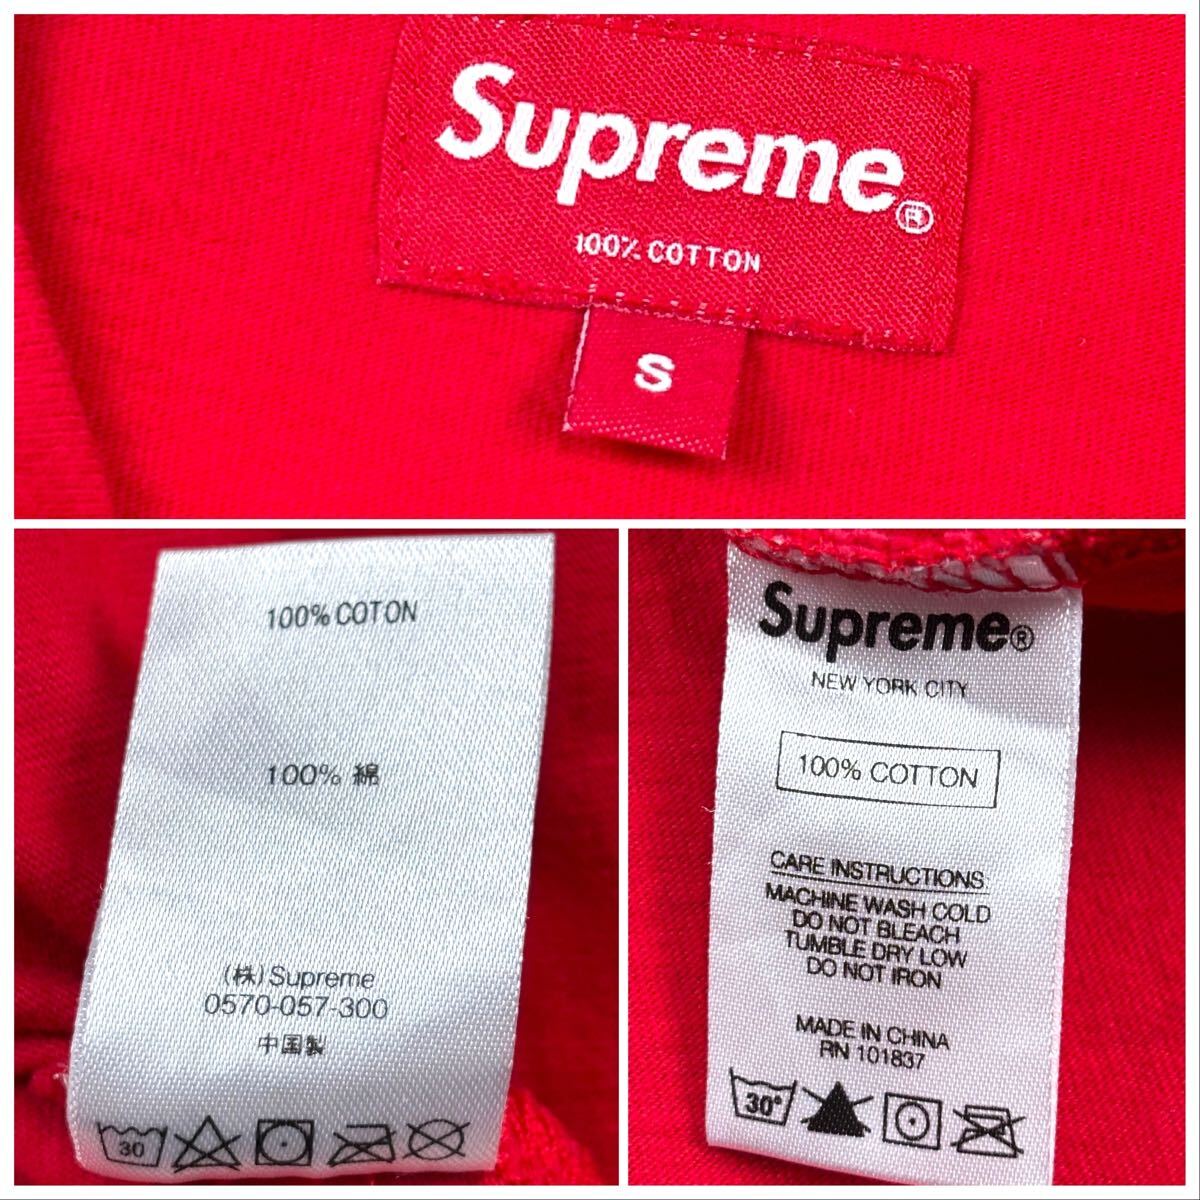 Supreme®
100% COTTON
S
100% COTON
100% 綿
(株)Supreme
0570-057-300
中国製
30
Supreme®
NEW YORK CITY
100% COTTON
CARE INSTRUCTIONS
MACHINE WASH COLD
DO NOT BLEACH
TUMBLE DRY LOW
DO NOT IRON
MADE IN CHINA
RN 101837
30°